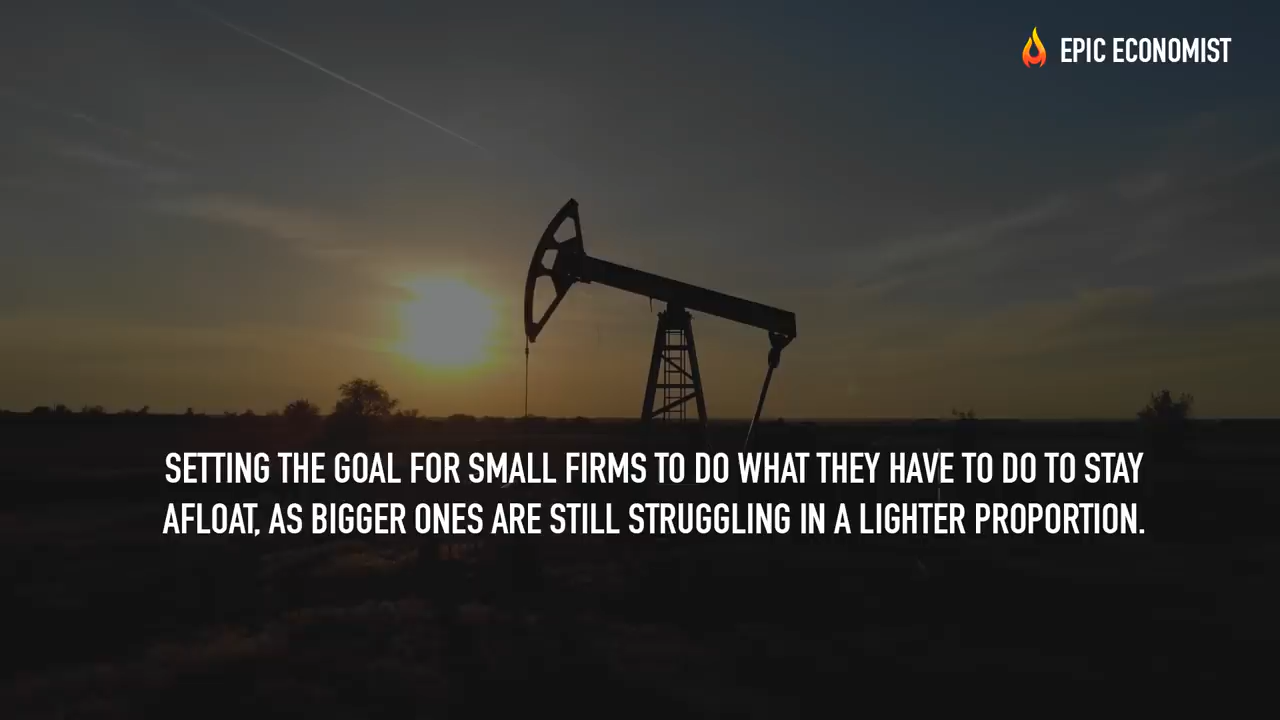 EPIC ECONOMIST
SETTING THE GOAL FOR SMALL FIRMS TO DO WHAT THEY HAVE TO DO TO STAY
AFLOAT, AS BIGGER ONES ARE STILL STRUGGLING IN A LIGHTER PROPORTION.